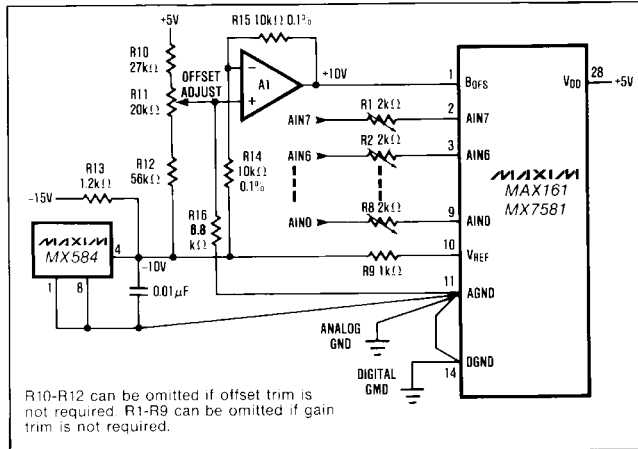 R15 10kΩ 0.1%
+5V
R10
27kΩ
OFFSET
ADJUST
R11
20kΩ
A1
−
+
+10V
1
BOFS
VDD
28
+5V
AIN7
R1 2kΩ
2
AIN7
AIN6
R2 2kΩ
3
AIN6
R13
1.2kΩ
R12
56kΩ
R14
10kΩ
0.1%
MAXIM
MAX161
MX7581
−15V
R16
6.8
kΩ
AIN0
R8 2kΩ
9
AIN0
MAXIM
MX584
4
−10V
R9 1kΩ
10
VREF
1
8
0.01µF
11
AGND
ANALOG
GND
DIGITAL
GMD
14
DGND
R10-R12 can be omitted if offset trim is
not required. R1-R9 can be omitted if gain
trim is not required.